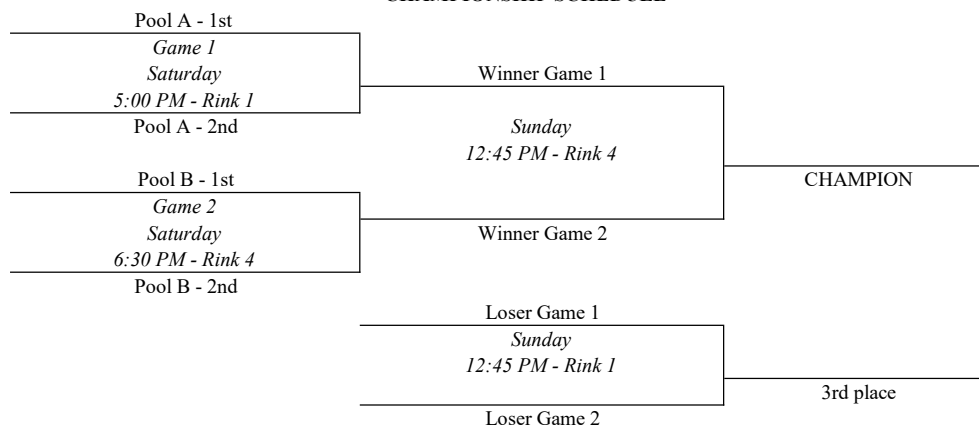 Pool A - 1st
Game 1
Saturday
5:00 PM - Rink 1
Pool A - 2nd
Winner Game 1
Sunday
12:45 PM - Rink 4
CHAMPION
Pool B - 1st
Game 2
Saturday
6:30 PM - Rink 4
Pool B - 2nd
Winner Game 2
Loser Game 1
Sunday
12:45 PM - Rink 1
3rd place
Loser Game 2